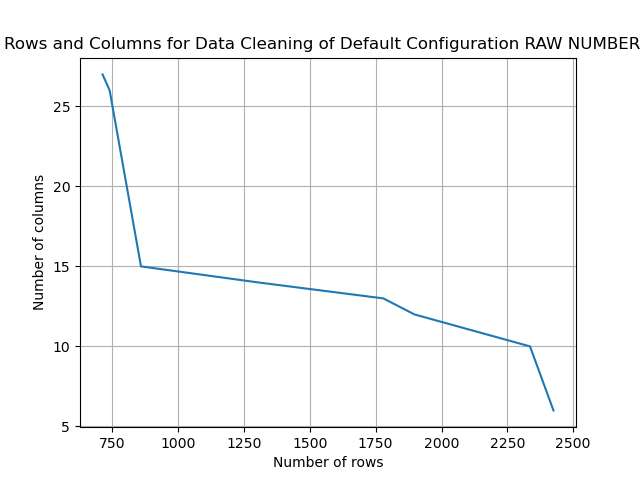 Rows and Columns for Data Cleaning of Default Configuration RAW NUMBER
25
20
15
10
5
Number of columns
750 1000 1250 1500 1750 2000 2250 2500
Number of rows